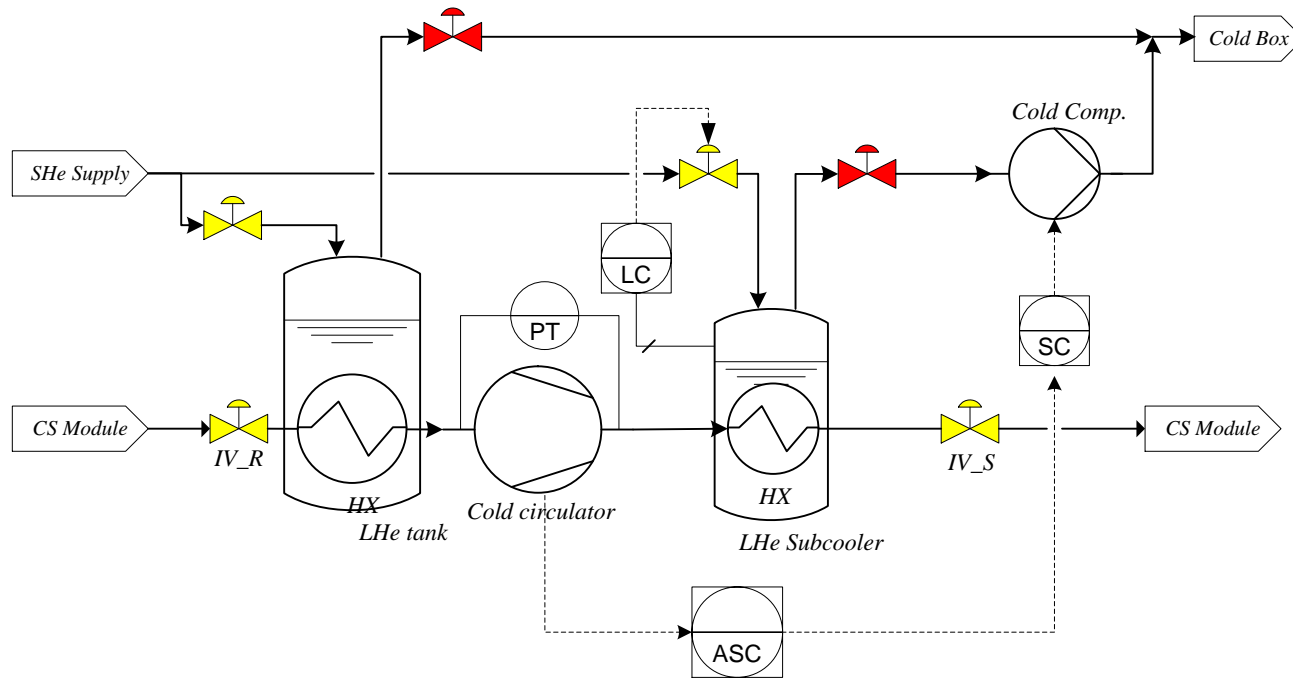 Cold Box
Cold Comp.
SHe Supply
LC
PT
SC
CS Module
IV_R
HX
LHe tank
Cold circulator
HX
LHe Subcooler
IV_S
CS Module
ASC